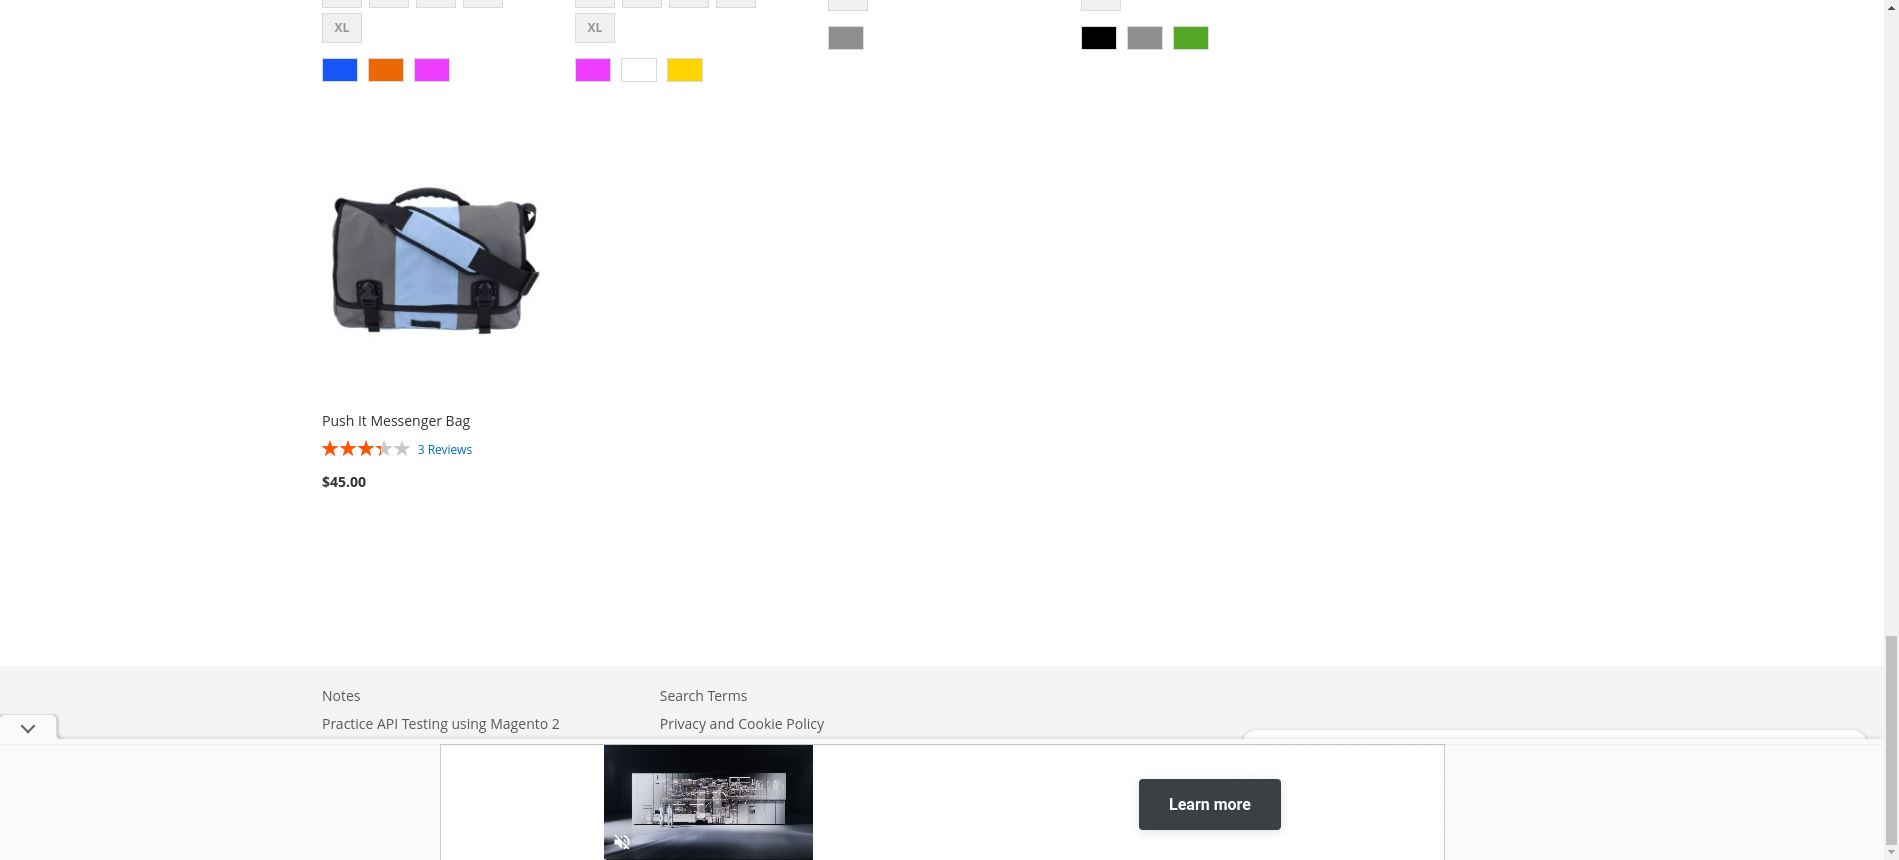 XL
XL
Push It Messenger Bag
3 Reviews
$45.00
Notes
Search Terms
Practice API Testing using Magento 2
Privacy and Cookie Policy
Learn more